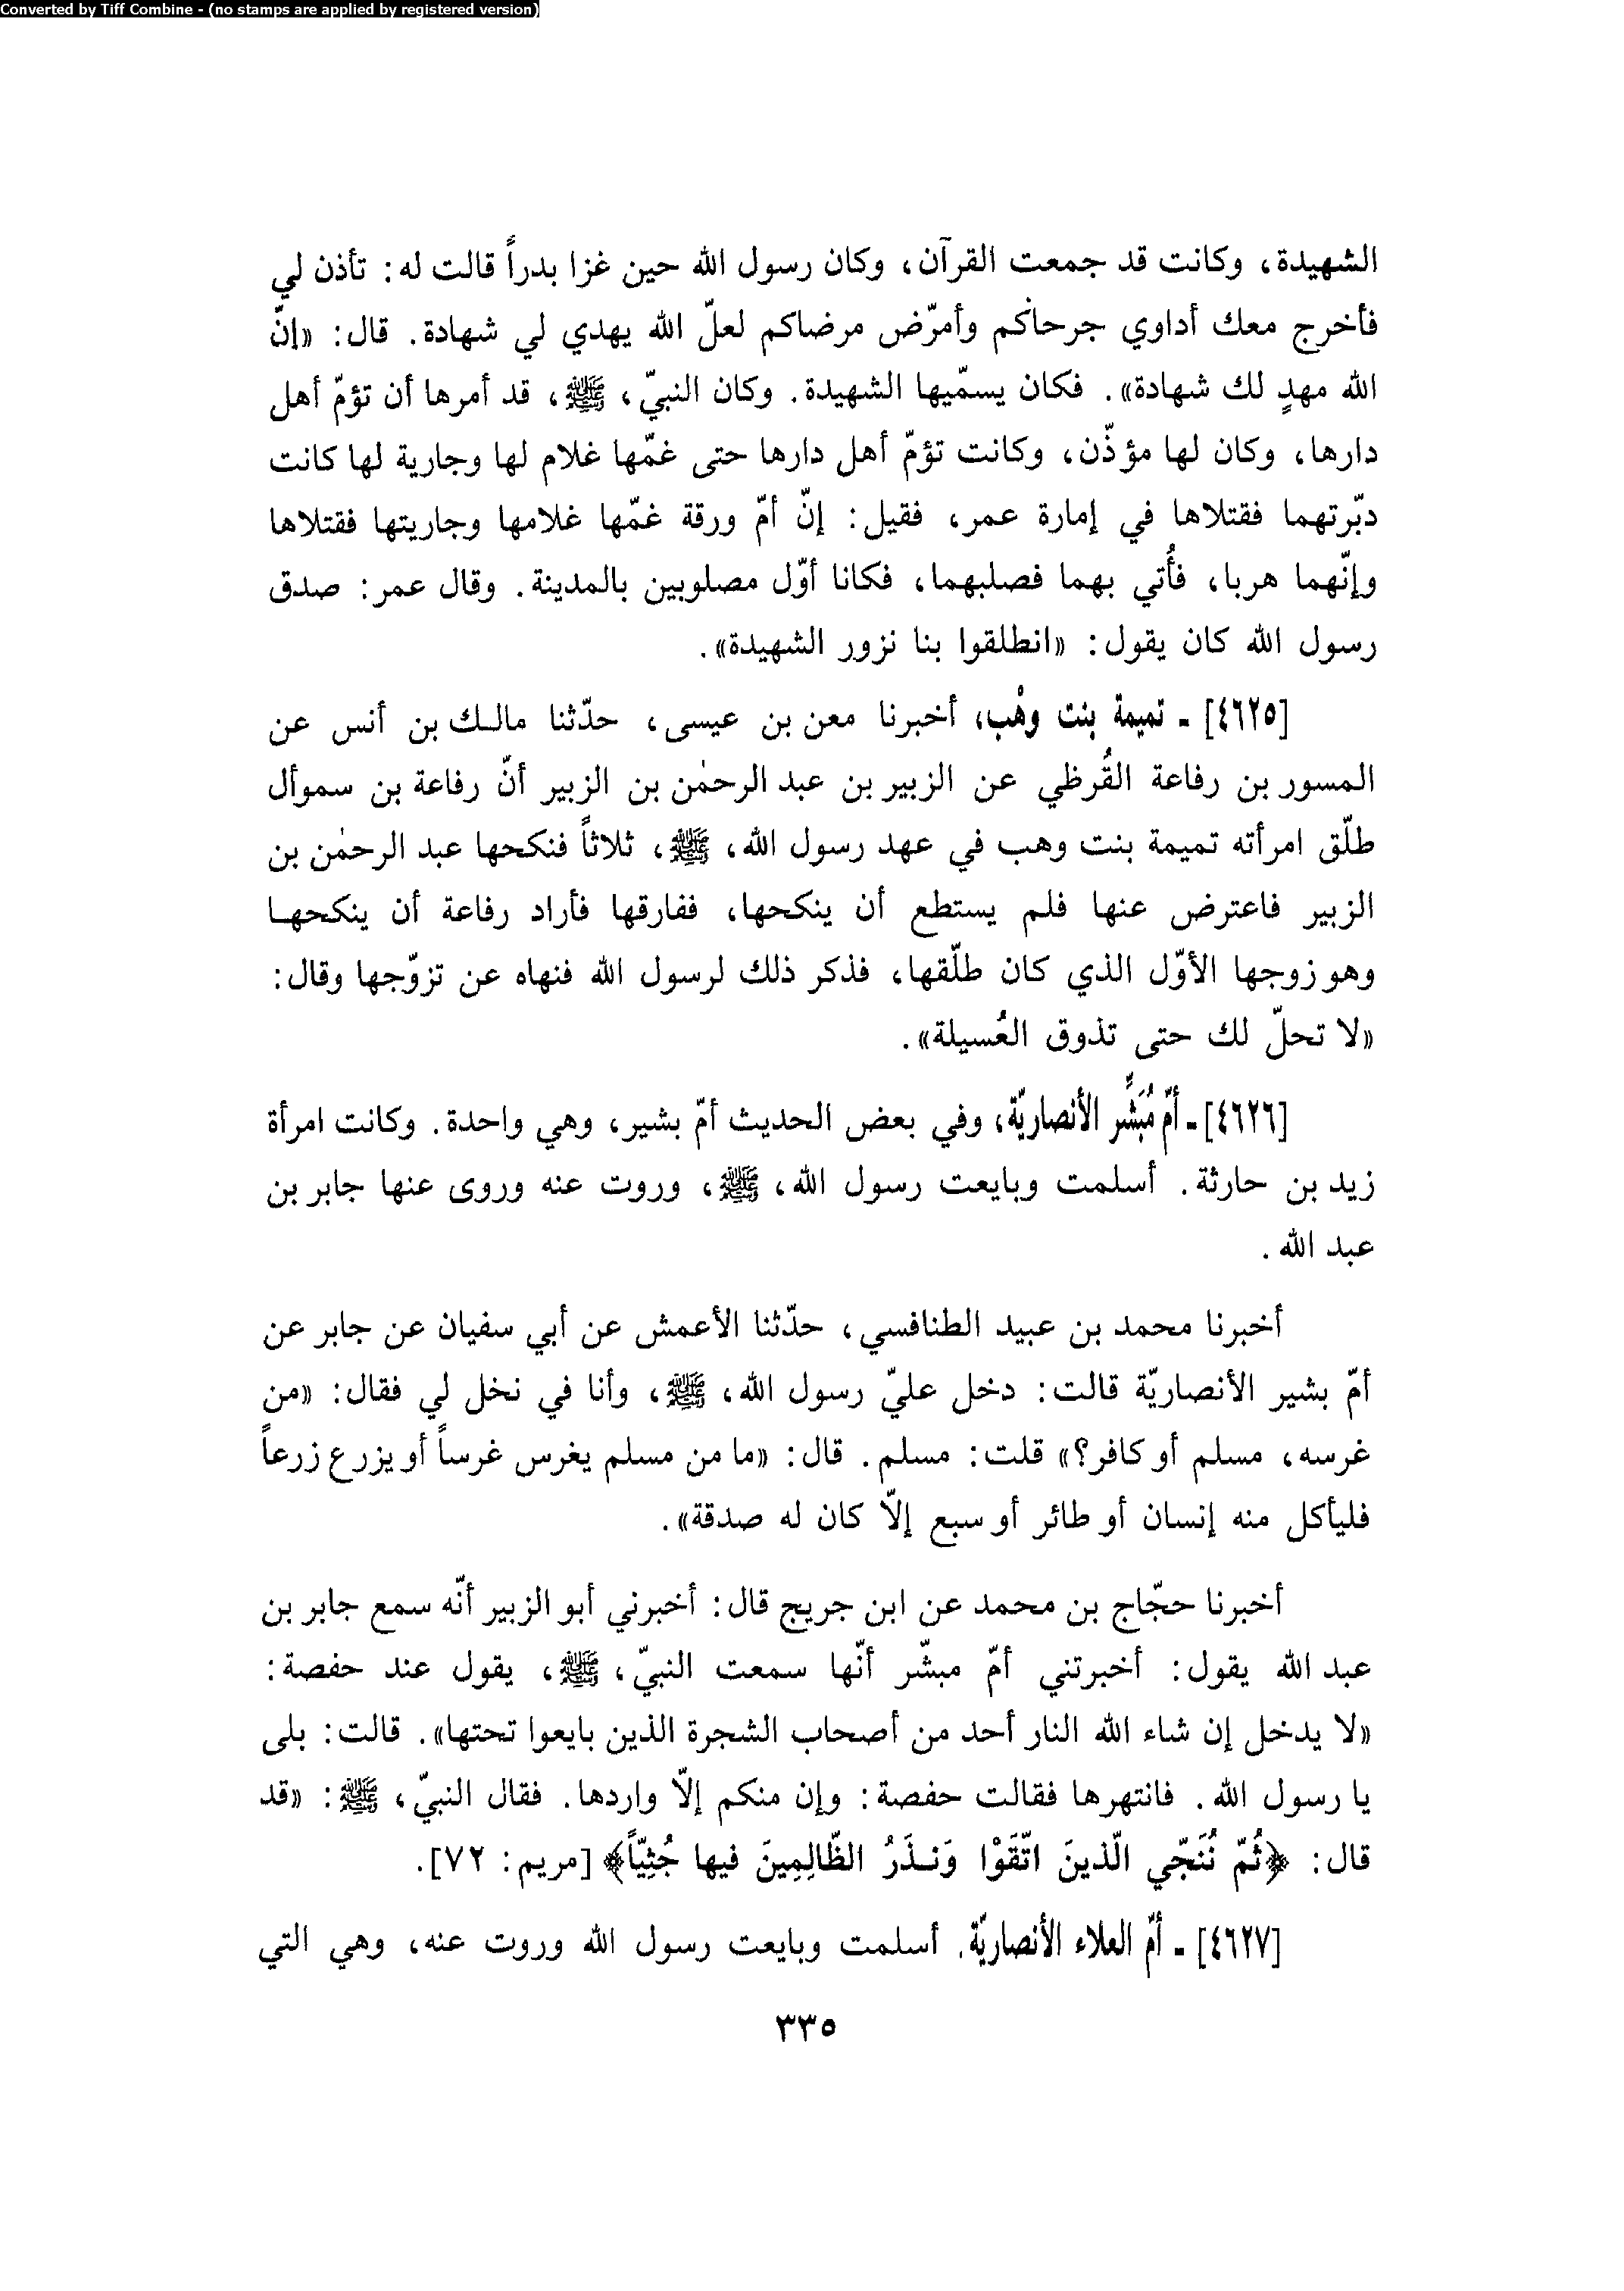 Converted by Tiff Combine - (no stamps are applied by registered version)
الشهيدة، وكانت قد جمعت القرآن، وكان رسول الله حين غزا بدراً قالت له: تأذن لي
فأخرج معك أداوي جرحاكم وأمرّض مرضاكم لعلّ الله يهدي لي شهادة. قال: «إنّ
الله مهدٍ لك شهادة». فكان يسمّيها الشهيدة. وكان النبيّ، ﷺ، قد أمرها أن تؤمّ أهل
دارها، وكان لها مؤذّن، وكانت تؤمّ أهل دارها حتى غمّها غلام لها وجارية لها كانت
دبّرتهما فقتلاها في إمارة عمر، فقيل: إنّ أمّ ورقة غمّها غلامها وجاريتها فقتلاها
وإنّهما هربا، فأُتي بهما فصلبهما، فكانا أوّل مصلوبين بالمدينة. وقال عمر: صدق
رسول الله كان يقول: «انطلقوا بنا نزور الشهيدة».
[٤٦٢٥] - تميمة بنت وهْب، أخبرنا معن بن عيسى، حدّثنا مالك بن أنس عن
المسور بن رفاعة القُرظي عن الزبير بن عبد الرحمٰن بن الزبير أنّ رفاعة بن سموأل
طلّق امرأته تميمة بنت وهب في عهد رسول الله، ﷺ، ثلاثاً فنكحها عبد الرحمٰن بن
الزبير فاعترض عنها فلم يستطع أن ينكحها، ففارقها فأراد رفاعة أن ينكحها
وهو زوجها الأوّل الذي كان طلّقها، فذكر ذلك لرسول الله فنهاه عن تزوّجها وقال:
«لا تحلّ لك حتى تذوق العُسيلة».
[٤٦٢٦] - أمّ مُبَشِّر الأنصاريّة، وفي بعض الحديث أمّ بشير، وهي واحدة. وكانت امرأة
زيد بن حارثة. أسلمت وبايعت رسول الله، ﷺ، وروت عنه وروى عنها جابر بن
عبد الله.
أخبرنا محمد بن عبيد الطنافسي، حدّثنا الأعمش عن أبي سفيان عن جابر عن
أمّ بشير الأنصاريّة قالت: دخل عليّ رسول الله، ﷺ، وأنا في نخل لي فقال: «من
غرسه، مسلم أو كافر؟» قلت: مسلم. قال: «ما من مسلم يغرس غرساً أو يزرع زرعاً
فليأكل منه إنسان أو طائر أو سبع إلاّ كان له صدقة».
أخبرنا حجّاج بن محمد عن ابن جريج قال: أخبرني أبو الزبير أنّه سمع جابر بن
عبد الله يقول: أخبرتني أمّ مبشّر أنّها سمعت النبيّ، ﷺ، يقول عند حفصة:
«لا يدخل إن شاء الله النار أحد من أصحاب الشجرة الذين بايعوا تحتها». قالت: بلى
يا رسول الله. فانتهرها فقالت حفصة: وإن منكم إلاّ واردها. فقال النبيّ، ﷺ: «قد
قال: ﴿ثُمّ نُنَجّي الّذينَ اتّقَوْا وَنذَرُ الظّالِمِينَ فيها جُثِيّاً﴾ [مريم: ٧٢].
[٤٦٢٧] - أمّ العلاء الأنصاريّة. أسلمت وبايعت رسول الله وروت عنه، وهي التي
٣٣٥